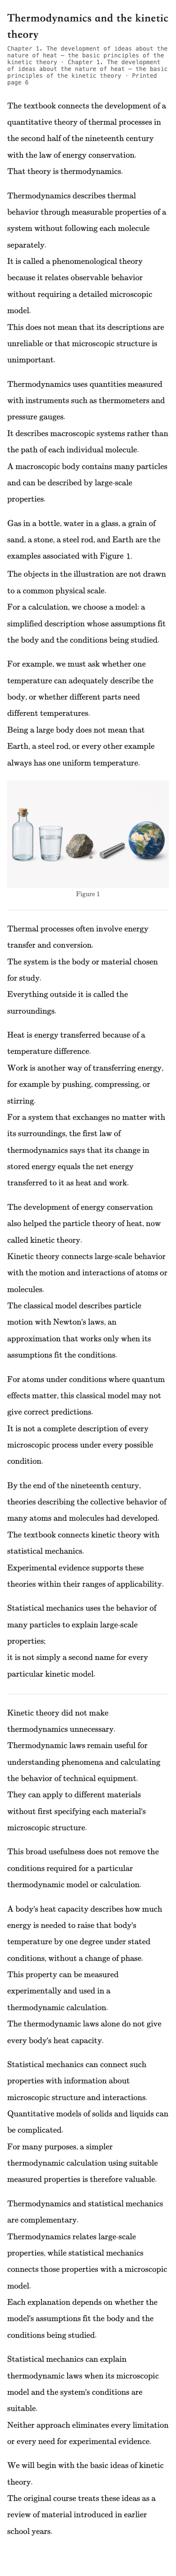 Thermodynamics and the kinetic
theory
Chapter 1. The development of ideas about the
nature of heat — the basic principles of the
kinetic theory · Chapter 1. The development
of ideas about the nature of heat — the basic
principles of the kinetic theory · Printed
page 6
The textbook connects the development of a
quantitative theory of thermal processes in
the second half of the nineteenth century
with the law of energy conservation.
That theory is thermodynamics.
Thermodynamics describes thermal
behavior through measurable properties of a
system without following each molecule
separately.
It is called a phenomenological theory
because it relates observable behavior
without requiring a detailed microscopic
model.
This does not mean that its descriptions are
unreliable or that microscopic structure is
unimportant.
Thermodynamics uses quantities measured
with instruments such as thermometers and
pressure gauges.
It describes macroscopic systems rather than
the path of each individual molecule.
A macroscopic body contains many particles
and can be described by large-scale
properties.
Gas in a bottle, water in a glass, a grain of
sand, a stone, a steel rod, and Earth are the
examples associated with Figure 1.
The objects in the illustration are not drawn
to a common physical scale.
For a calculation, we choose a model: a
simplified description whose assumptions fit
the body and the conditions being studied.
For example, we must ask whether one
temperature can adequately describe the
body, or whether different parts need
different temperatures.
Being a large body does not mean that
Earth, a steel rod, or every other example
always has one uniform temperature.
Figure 1
Thermal processes often involve energy
transfer and conversion.
The system is the body or material chosen
for study.
Everything outside it is called the
surroundings.
Heat is energy transferred because of a
temperature difference.
Work is another way of transferring energy,
for example by pushing, compressing, or
stirring.
For a system that exchanges no matter with
its surroundings, the first law of
thermodynamics says that its change in
stored energy equals the net energy
transferred to it as heat and work.
The development of energy conservation
also helped the particle theory of heat, now
called kinetic theory.
Kinetic theory connects large-scale behavior
with the motion and interactions of atoms or
molecules.
The classical model describes particle
motion with Newton's laws, an
approximation that works only when its
assumptions fit the conditions.
For atoms under conditions where quantum
effects matter, this classical model may not
give correct predictions.
It is not a complete description of every
microscopic process under every possible
condition.
By the end of the nineteenth century,
theories describing the collective behavior of
many atoms and molecules had developed.
The textbook connects kinetic theory with
statistical mechanics.
Experimental evidence supports these
theories within their ranges of applicability.
Statistical mechanics uses the behavior of
many particles to explain large-scale
properties;
it is not simply a second name for every
particular kinetic model.
Kinetic theory did not make
thermodynamics unnecessary.
Thermodynamic laws remain useful for
understanding phenomena and calculating
the behavior of technical equipment.
They can apply to different materials
without first specifying each material's
microscopic structure.
This broad usefulness does not remove the
conditions required for a particular
thermodynamic model or calculation.
A body's heat capacity describes how much
energy is needed to raise that body's
temperature by one degree under stated
conditions, without a change of phase.
This property can be measured
experimentally and used in a
thermodynamic calculation.
The thermodynamic laws alone do not give
every body's heat capacity.
Statistical mechanics can connect such
properties with information about
microscopic structure and interactions.
Quantitative models of solids and liquids can
be complicated.
For many purposes, a simpler
thermodynamic calculation using suitable
measured properties is therefore valuable.
Thermodynamics and statistical mechanics
are complementary.
Thermodynamics relates large-scale
properties, while statistical mechanics
connects those properties with a microscopic
model.
Each explanation depends on whether the
model's assumptions fit the body and the
conditions being studied.
Statistical mechanics can explain
thermodynamic laws when its microscopic
model and the system's conditions are
suitable.
Neither approach eliminates every limitation
or every need for experimental evidence.
We will begin with the basic ideas of kinetic
theory.
The original course treats these ideas as a
review of material introduced in earlier
school years.